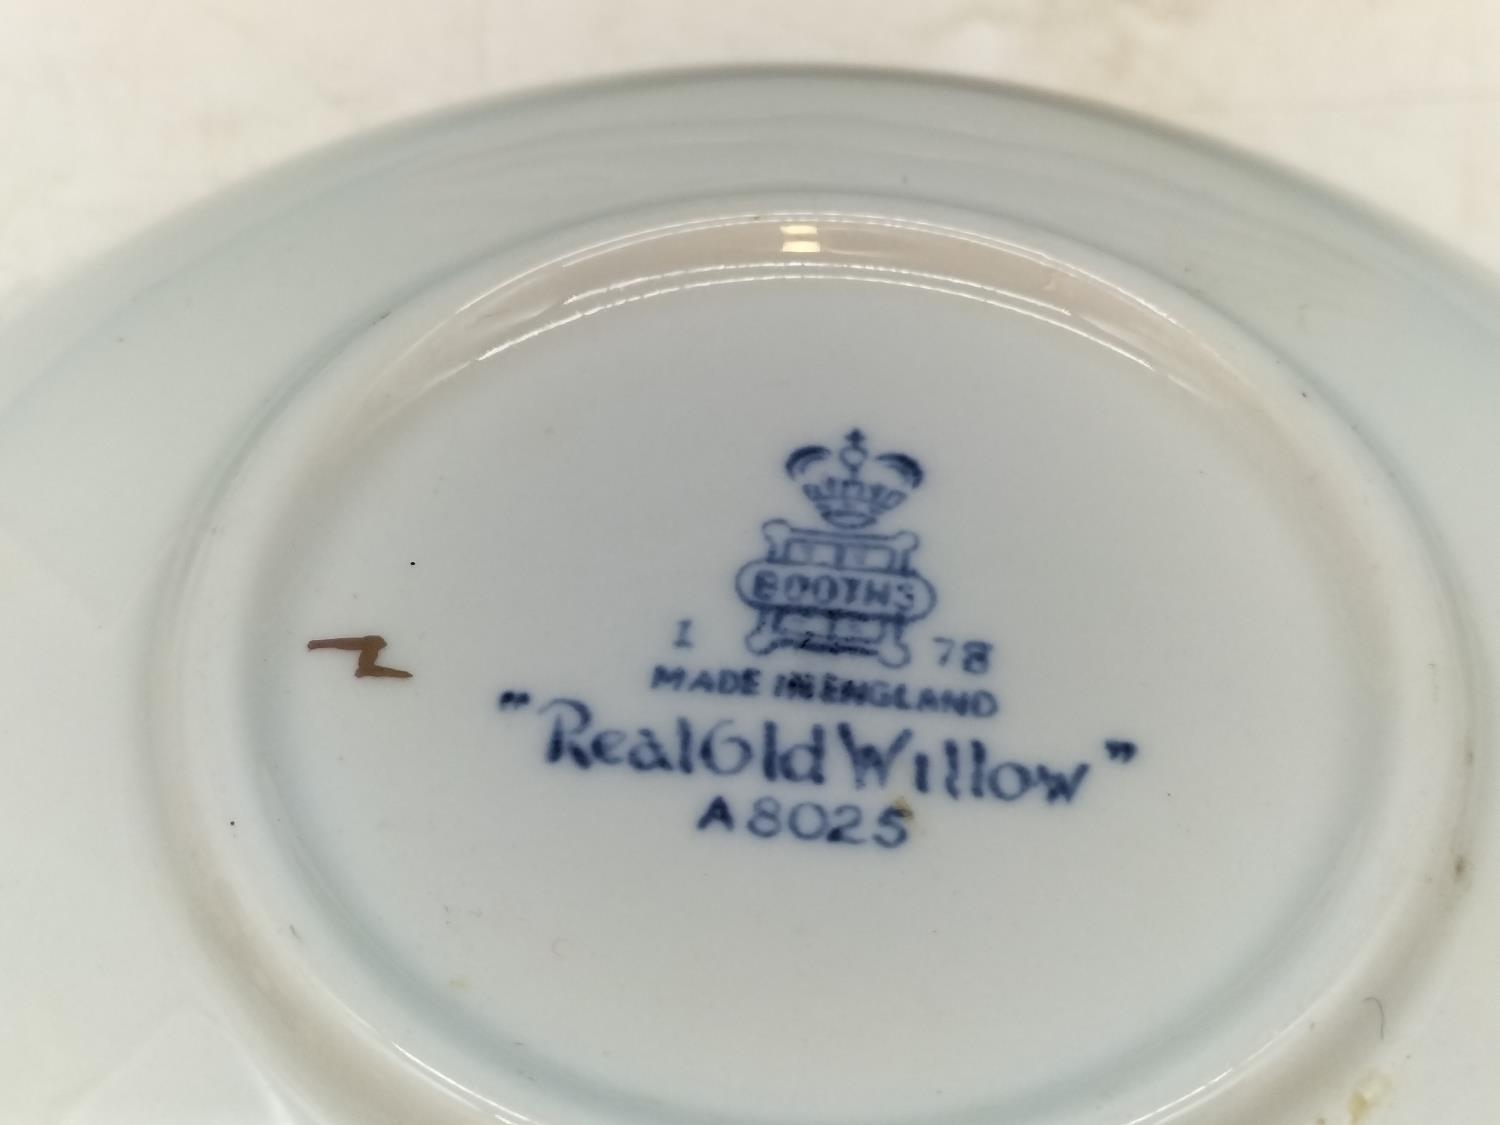 BOOTHS
1 78
MADE IN ENGLAND
"Real Old Willow"
A8025